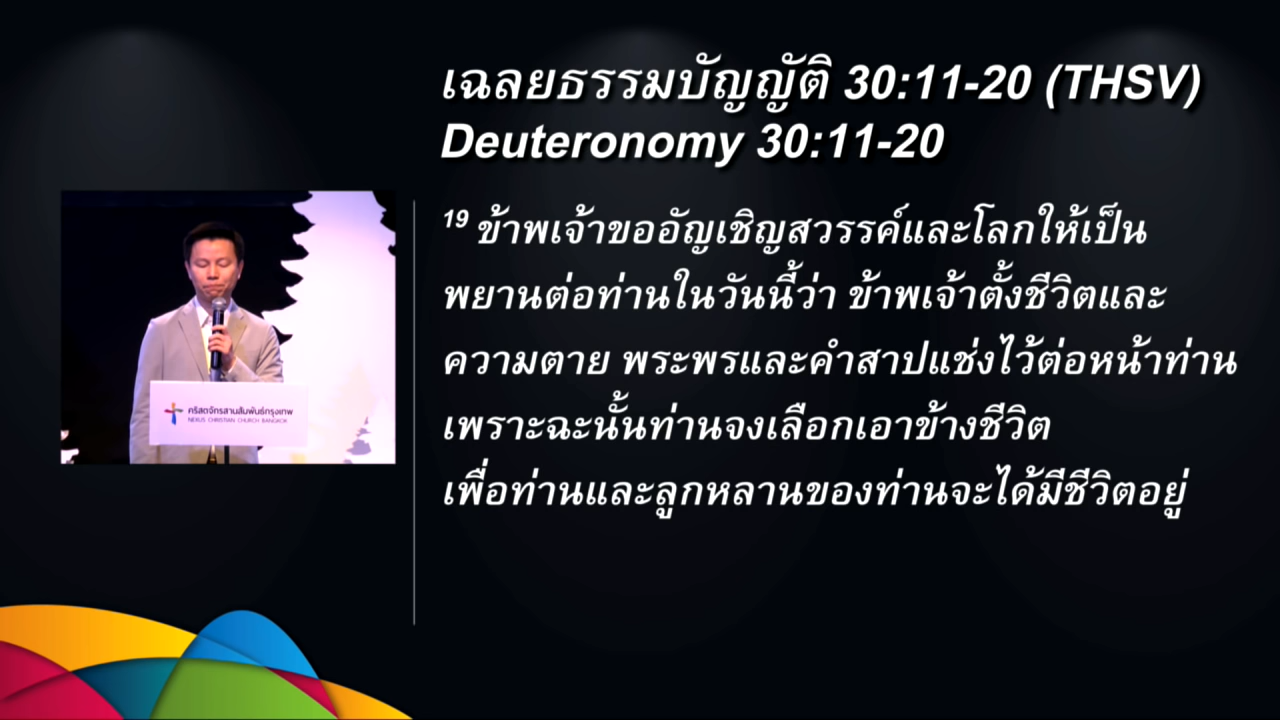 เฉลยธรรมบัญญัติ 30:11-20 (THSV)
Deuteronomy 30:11-20
19 ข้าพเจ้าขออัญเชิญสวรรค์และโลกให้เป็น
พยานต่อท่านในวันนี้ว่า ข้าพเจ้าตั้งชีวิตและ
ความตาย พระพรและคำสาปแช่งไว้ต่อหน้าท่าน
เพราะฉะนั้นท่านจงเลือกเอาข้างชีวิต
เพื่อท่านและลูกหลานของท่านจะได้มีชีวิตอยู่
คริสตจักรสานสัมพันธ์กรุงเทพ
NEXUS CHRISTIAN CHURCH BANGKOK